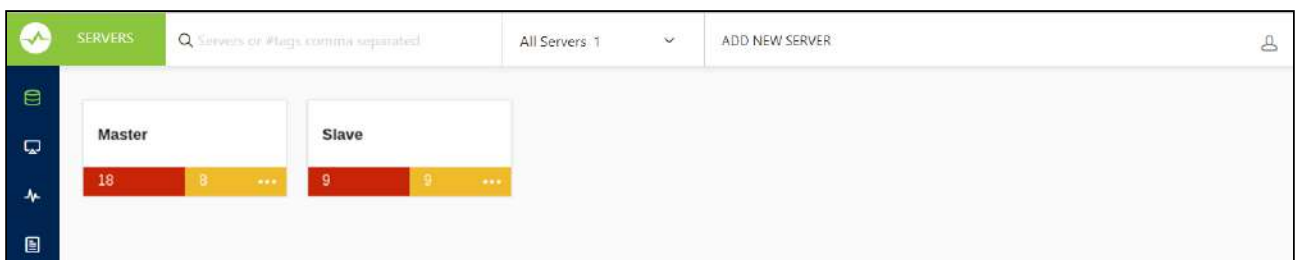 SERVERS
Servers or #tags comma separated
All Servers 1
ADD NEW SERVER
Master
Slave
18 8 •••
9 9 •••